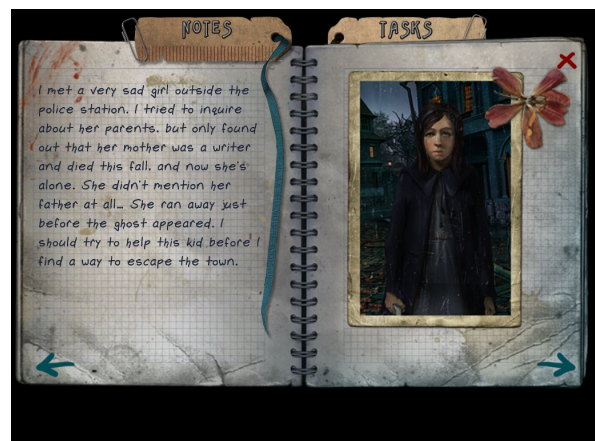 NOTES
TASKS
I met a very sad girl outside the
police station. I tried to inquire
about her parents, but only found
out that her mother was a writer
and died this fall, and now she's
alone. She didn't mention her
father at all... She ran away just
before the ghost appeared. I
should try to help this kid before I
find a way to escape the town.